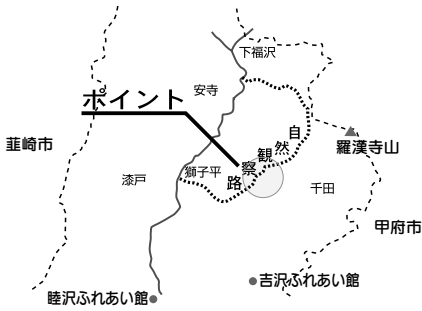 下福沢
安寺
ポイント
自然観察路
韮崎市
羅漢寺山
獅子平
漆戸
千田
甲府市
吉沢ふれあい館
睦沢ふれあい館